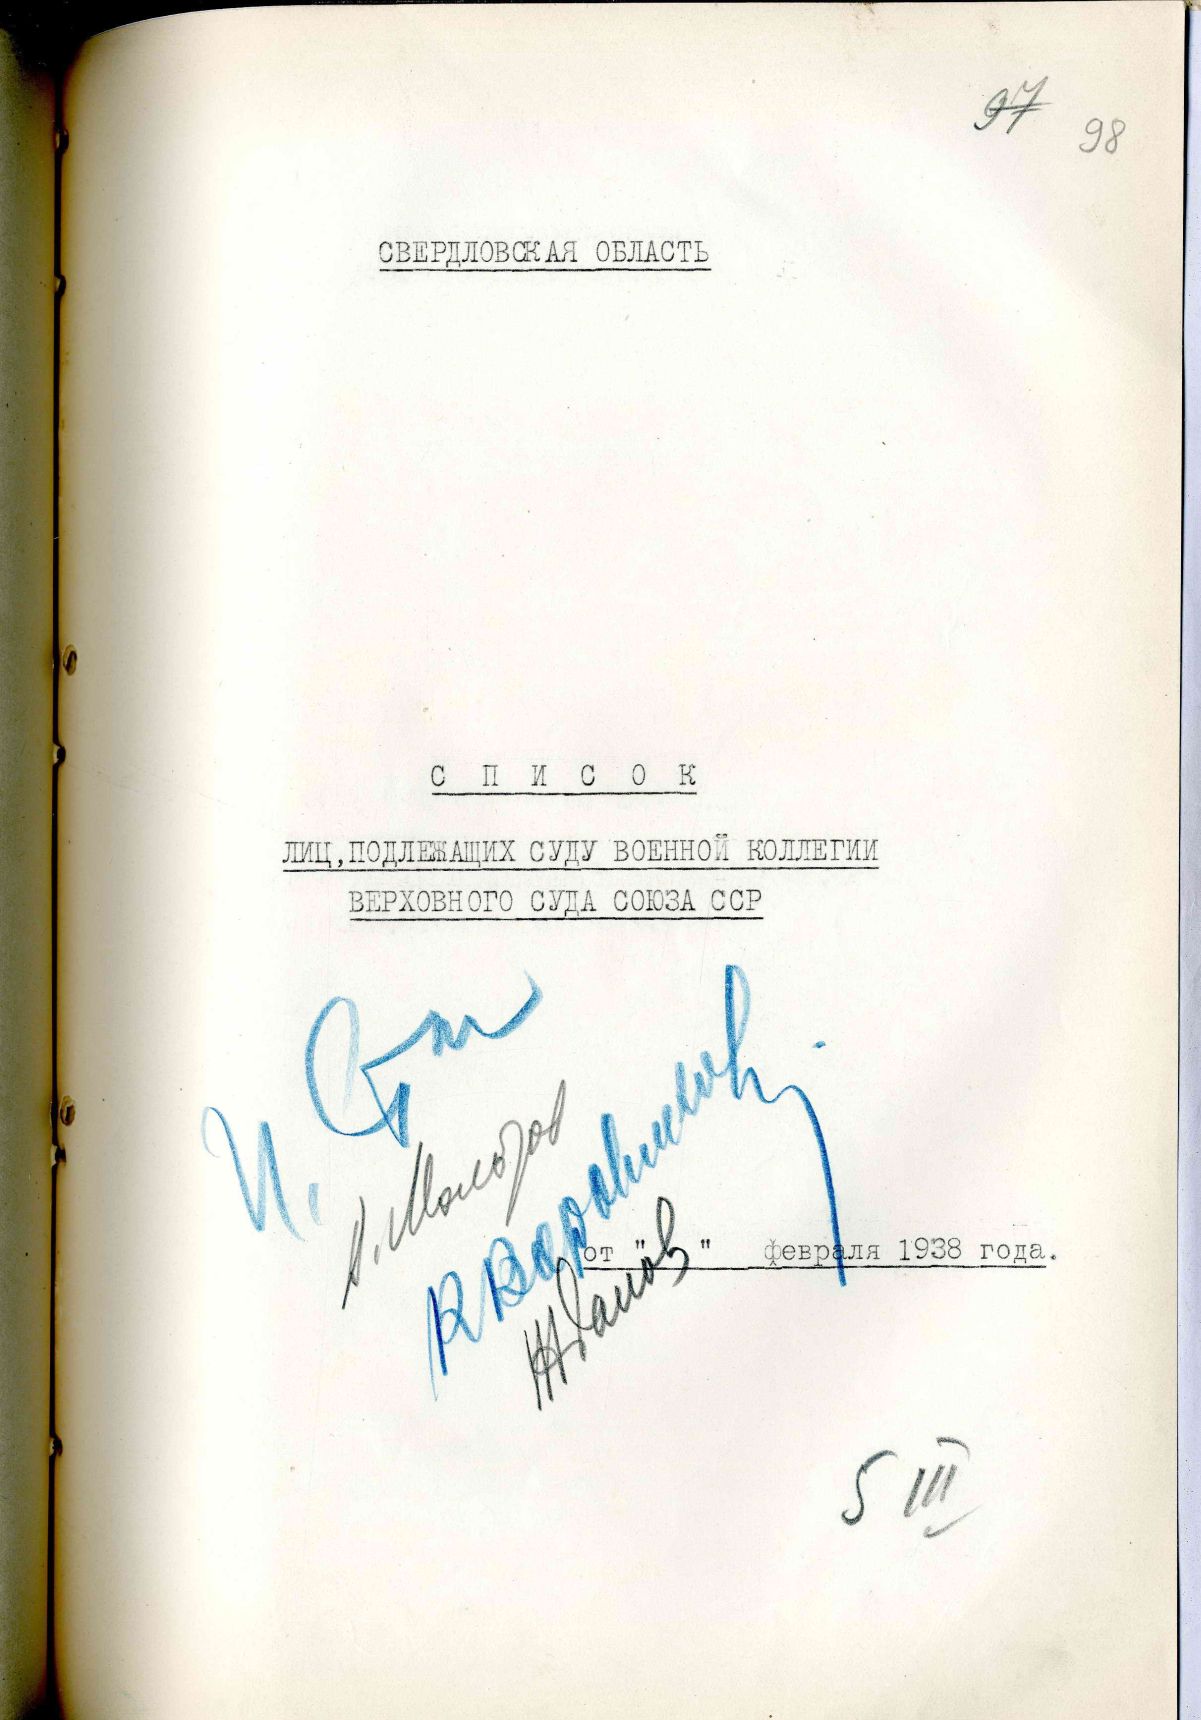 97 98
СВЕРДЛОВСКАЯ ОБЛАСТЬ
С П И С О К
ЛИЦ, ПОДЛЕЖАЩИХ СУДУ ВОЕННОЙ КОЛЛЕГИИ
ВЕРХОВНОГО СУДА СОЮЗА ССР
И. Ст
В. Молотов
К Ворошилов
от " " февраля 1938 года.
Жданов
5 III